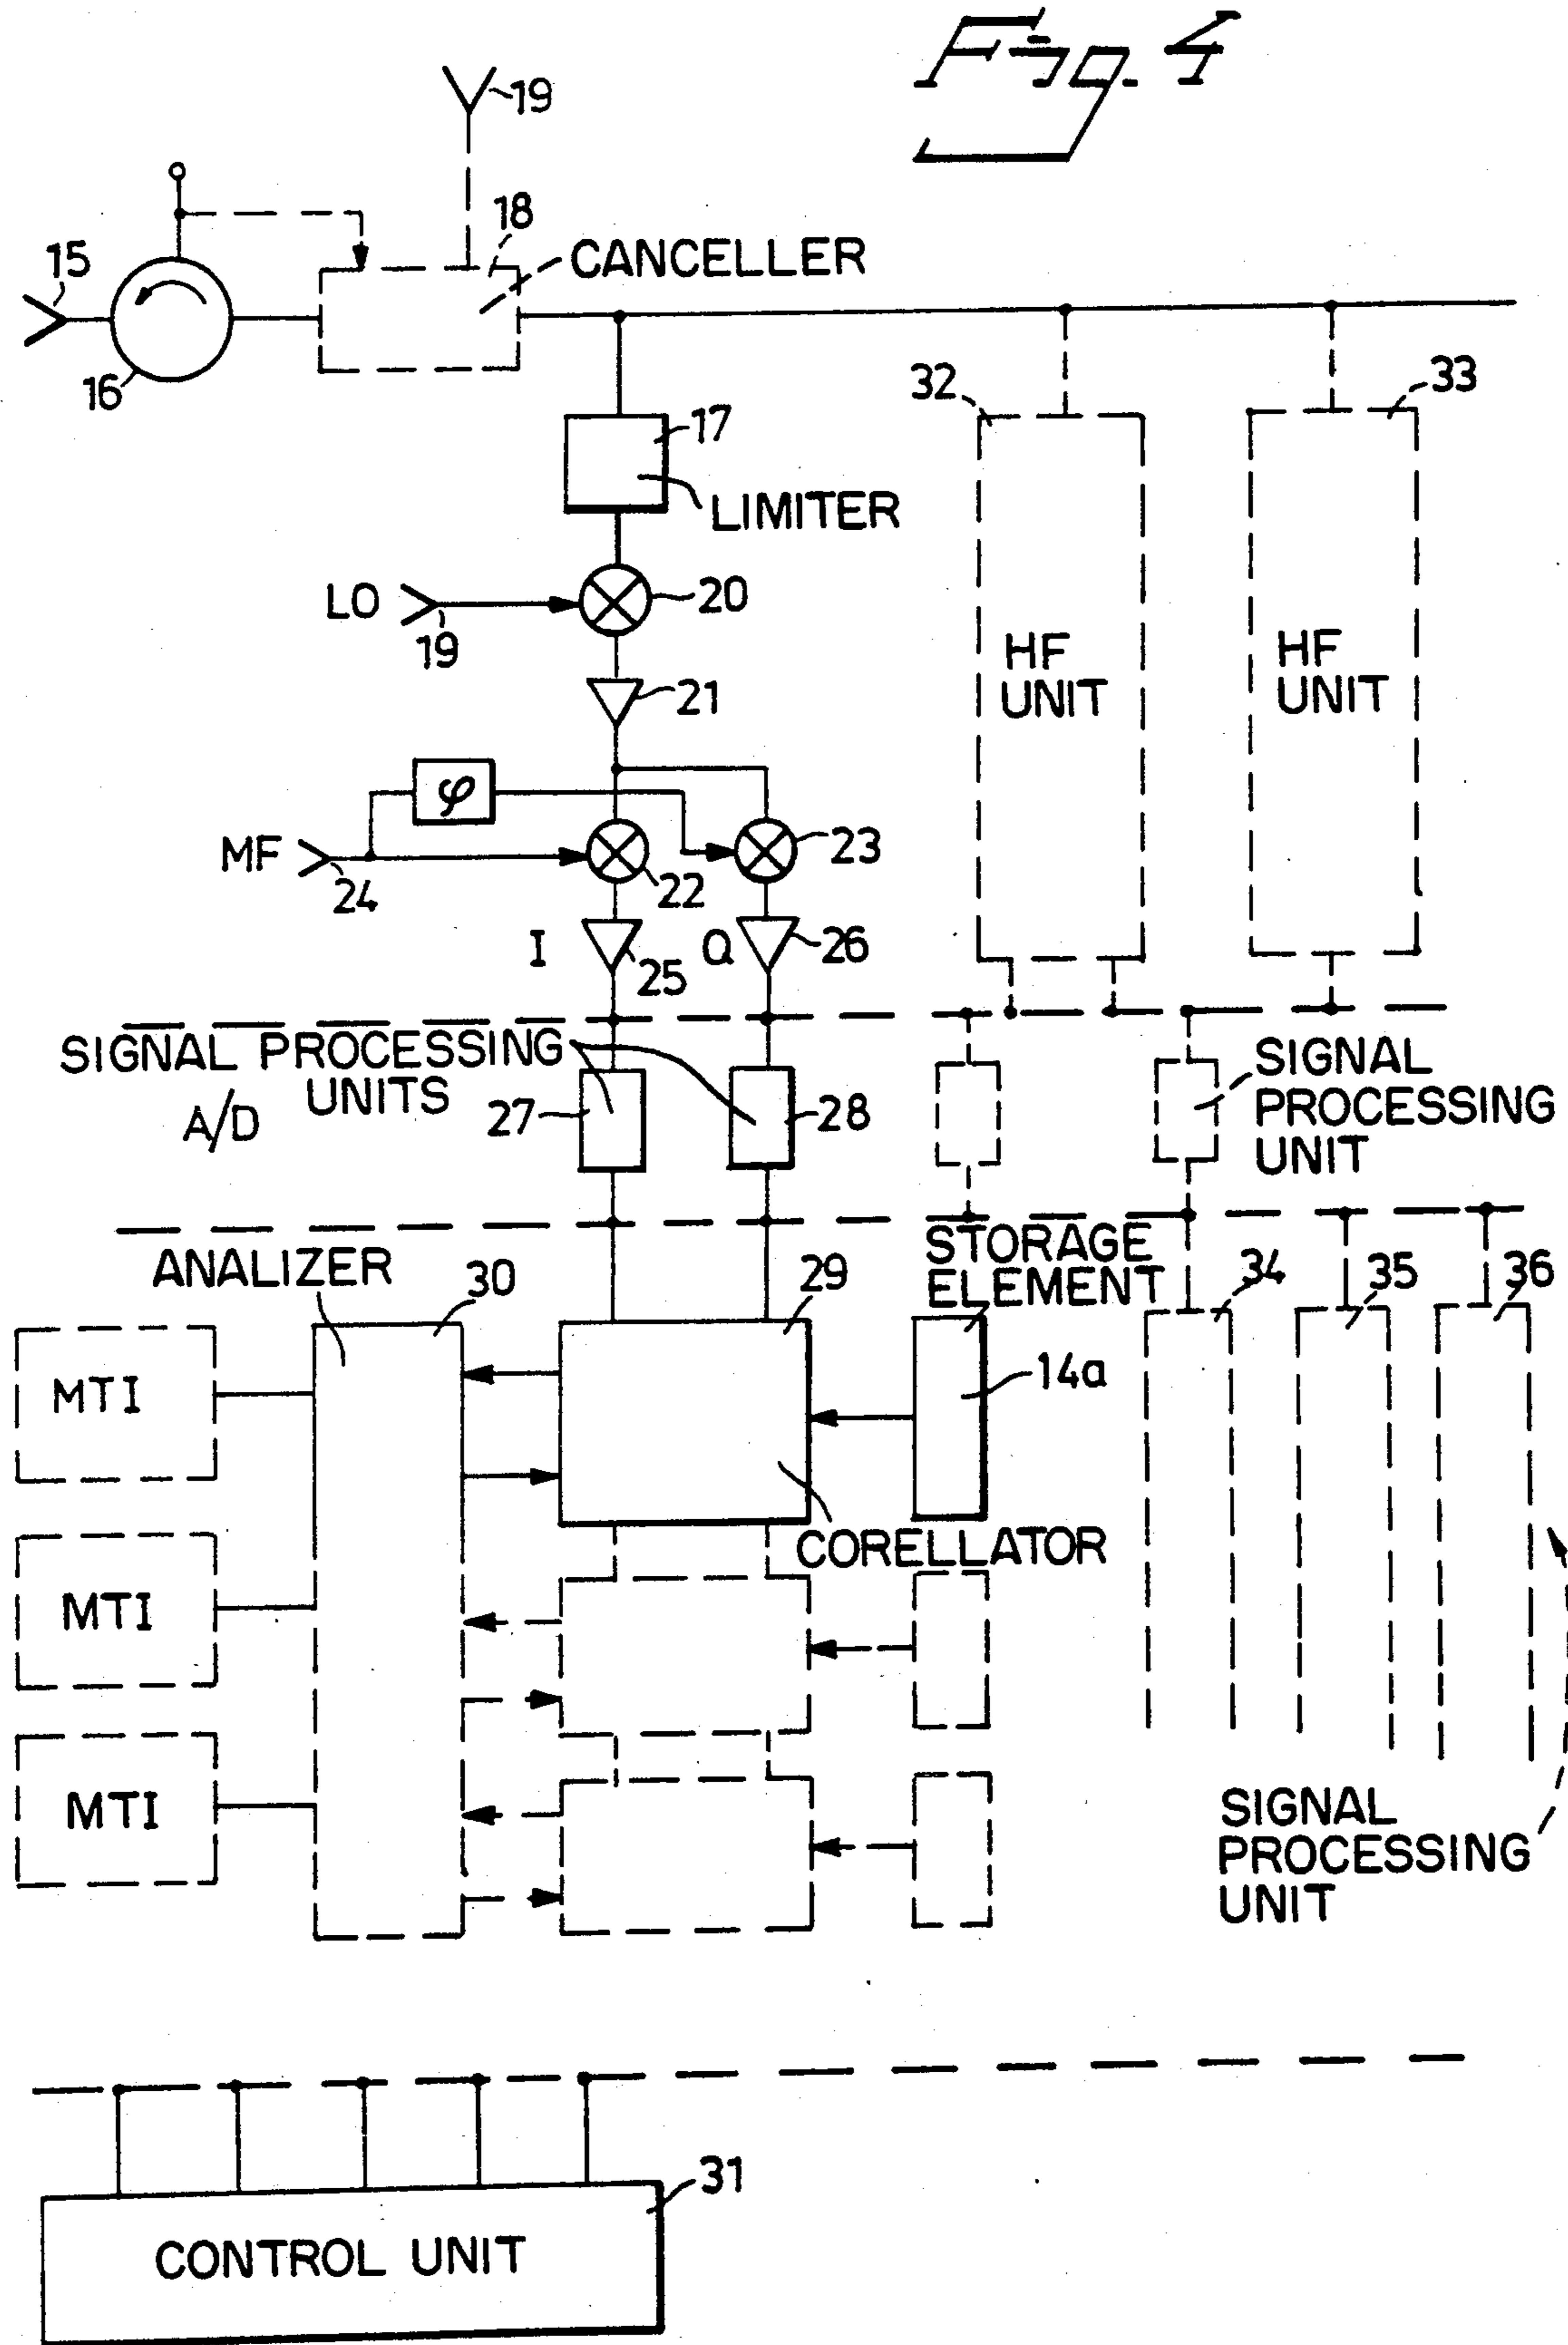 Fig. 4
19
18
CANCELLER
15
16
32
33
17
LIMITER
LO
19
20
HF
UNIT
HF
UNIT
21
φ
MF
24
22
23
I
25
Q
26
SIGNAL PROCESSING
UNITS
A/D
27
28
SIGNAL
PROCESSING
UNIT
ANALIZER
30
29
STORAGE
ELEMENT
34
35
36
MTI
14a
CORELLATOR
MTI
MTI
SIGNAL
PROCESSING
UNIT
31
CONTROL UNIT